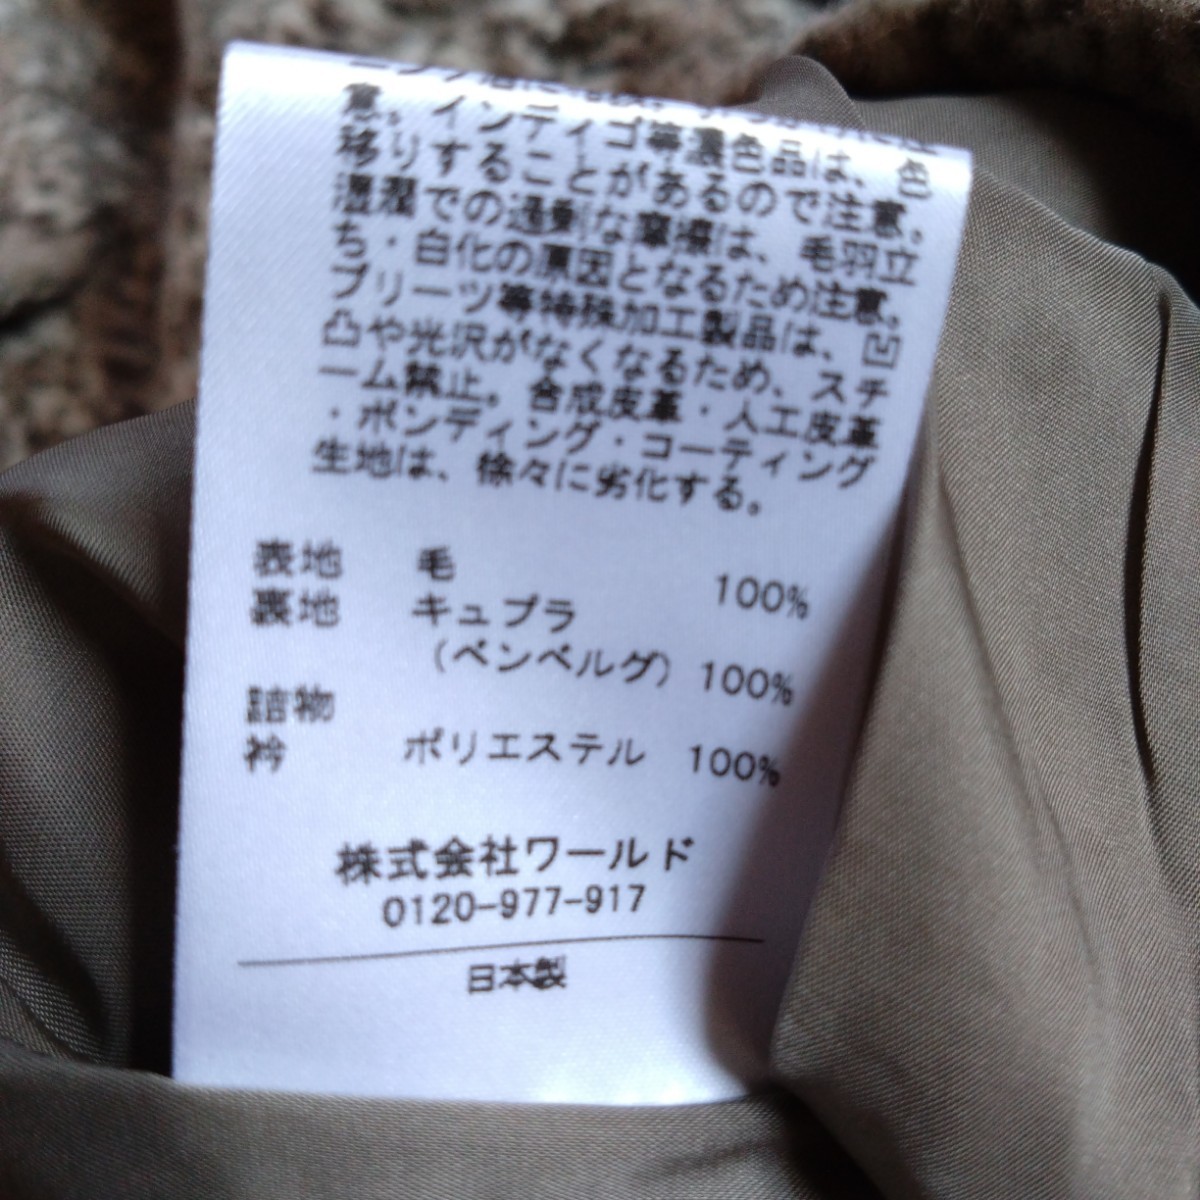 意。インディゴ等濃色品は、色
移りすることがあるので注意。
湿潤での過剰な摩擦は、毛羽立
ち・白化の原因となるため注意。
プリーツ等特殊加工製品は、凹
凸や光沢がなくなるため、スチ
ーム禁止。合成皮革・人工皮革
・ボンディング・コーティング
生地は、徐々に劣化する。
表地 毛 100%
裏地 キュプラ
(ベンベルグ) 100%
詰物
衿 ポリエステル 100%
株式会社ワールド
0120-977-917
日本製